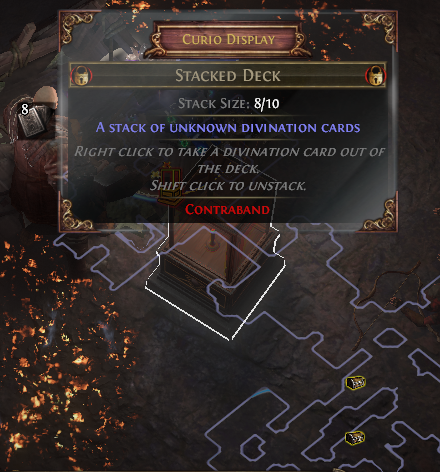 Curio Display
Stacked Deck
Stack Size: 8/10
A stack of unknown divination cards
Right click to take a divination card out of
the deck.
Shift click to unstack.
Contraband
8